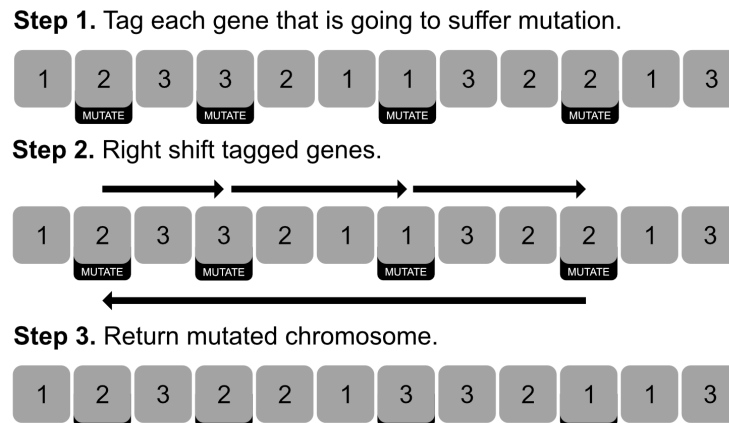 Step 1. Tag each gene that is going to suffer mutation.
1 2 3 3 2 1 1 3 2 2 1 3
MUTATE MUTATE MUTATE MUTATE
Step 2. Right shift tagged genes.
1 2 3 3 2 1 1 3 2 2 1 3
MUTATE MUTATE MUTATE MUTATE
Step 3. Return mutated chromosome.
1 2 3 2 2 1 3 3 2 1 1 3